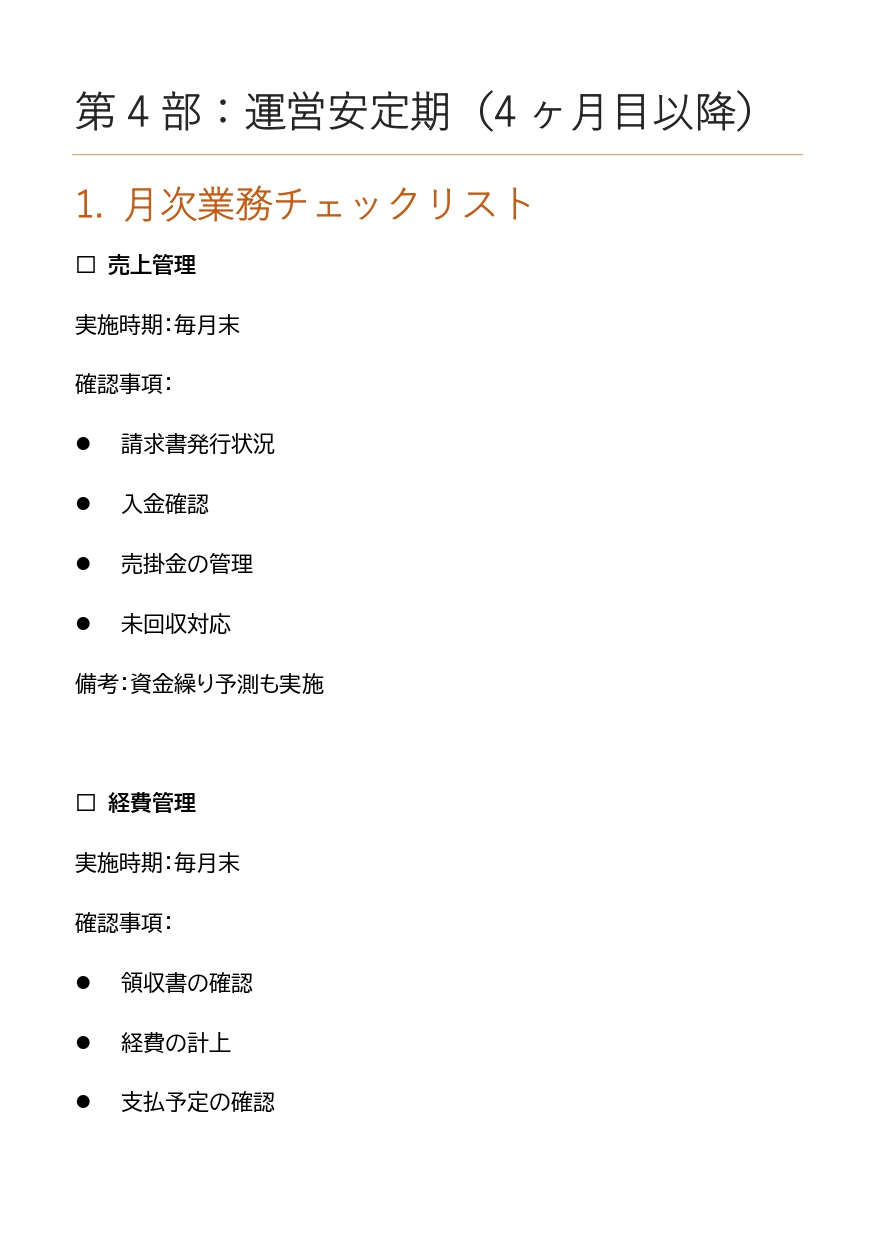 第 4 部：運営安定期（4 ヶ月目以降）
1. 月次業務チェックリスト
□ 売上管理
実施時期：毎月末
確認事項：
● 請求書発行状況
● 入金確認
● 売掛金の管理
● 未回収対応
備考：資金繰り予測も実施
□ 経費管理
実施時期：毎月末
確認事項：
● 領収書の確認
● 経費の計上
● 支払予定の確認